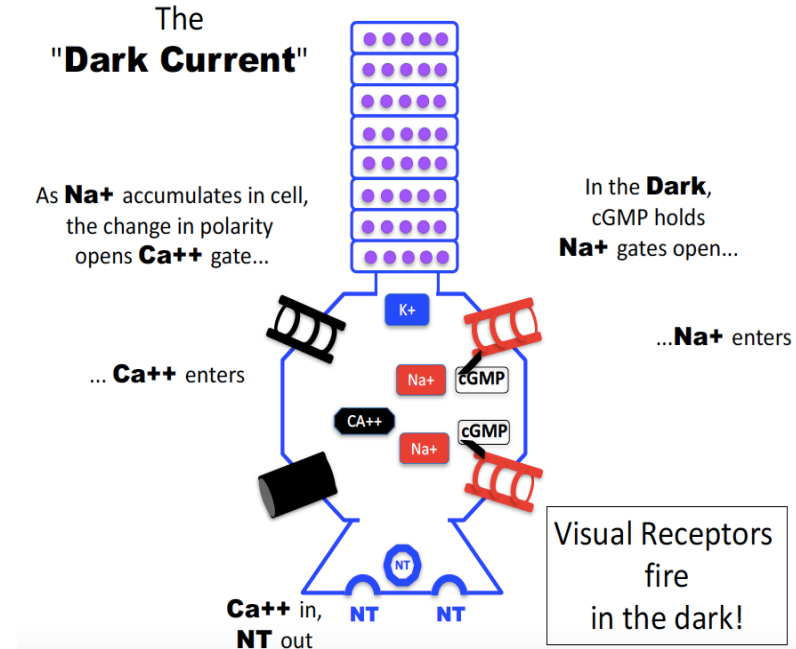 The
"Dark Current"
As Na+ accumulates in cell,
the change in polarity
opens Ca++ gate...
In the Dark,
cGMP holds
Na+ gates open...
K+
...Na+ enters
... Ca++ enters
Na+
cGMP
CA++
cGMP
Na+
NT
Ca++ in,
NT out
NT
NT
Visual Receptors
fire
in the dark!